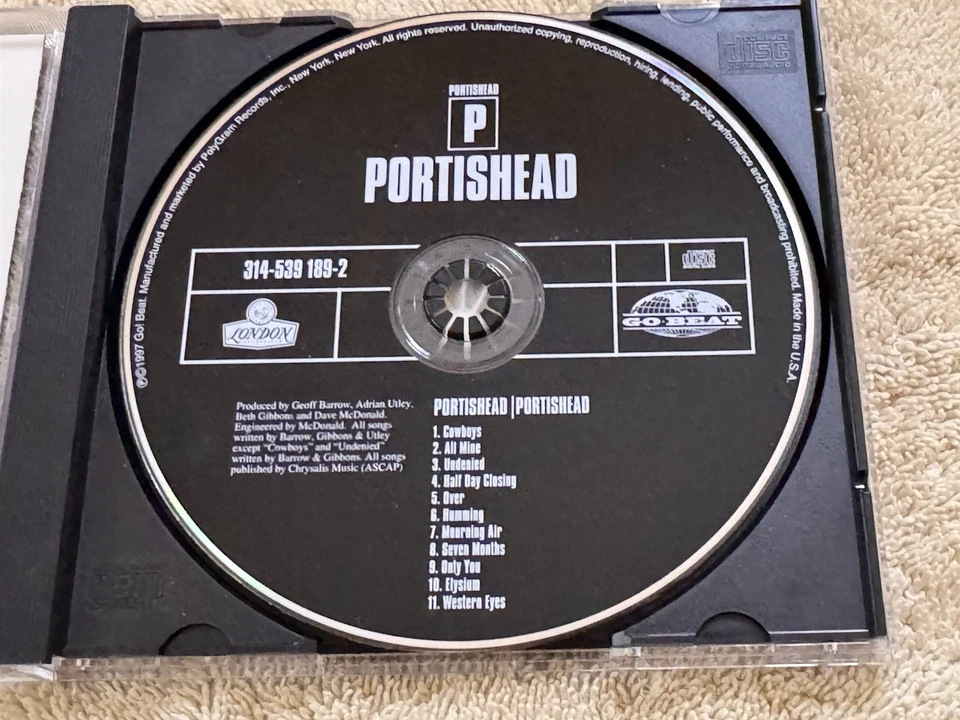 ℗©1997 Go! Beat. Manufactured and marketed by PolyGram Records, Inc., New York, New York. All rights reserved. Unauthorized copying, reproduction, hiring, lending, public performance and broadcasting prohibited. Made in the U.S.A.
COMPACT
disc
DIGITAL AUDIO
PORTISHEAD
P
PORTISHEAD
314-539 189-2
disc
LONDON
GO·BEAT
Produced by Geoff Barrow, Adrian Utley,
Beth Gibbons and Dave McDonald.
Engineered by McDonald. All songs
written by Barrow, Gibbons & Utley
except "Cowboys" and "Undenied"
written by Barrow & Gibbons. All songs
published by Chrysalis Music (ASCAP)
PORTISHEAD | PORTISHEAD
1. Cowboys
2. All Mine
3. Undenied
4. Half Day Closing
5. Over
6. Humming
7. Mourning Air
8. Seven Months
9. Only You
10. Elysium
11. Western Eyes